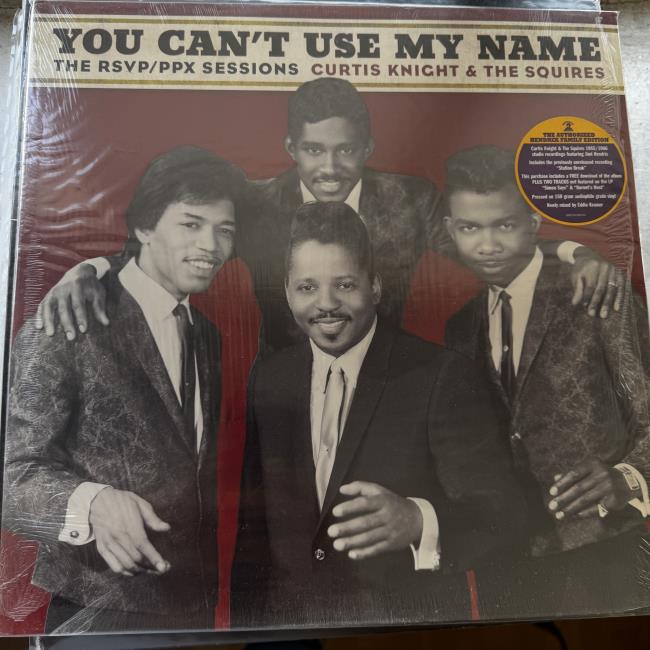 YOU CAN'T USE MY NAME
THE RSVP/PPX SESSIONS CURTIS KNIGHT & THE SQUIRES
THE AUTHORIZED
HENDRIX FAMILY EDITION
Curtis Knight & The Squires 1965/1966
studio recordings featuring Jimi Hendrix
Includes the previously unreleased recording
"Station Break"
This purchase includes a FREE download of the album
PLUS TWO TRACKS not featured on the LP
"Simon Says" & "Hornet's Nest"
Pressed on 150 gram audiophile grade vinyl
Newly mixed by Eddie Kramer